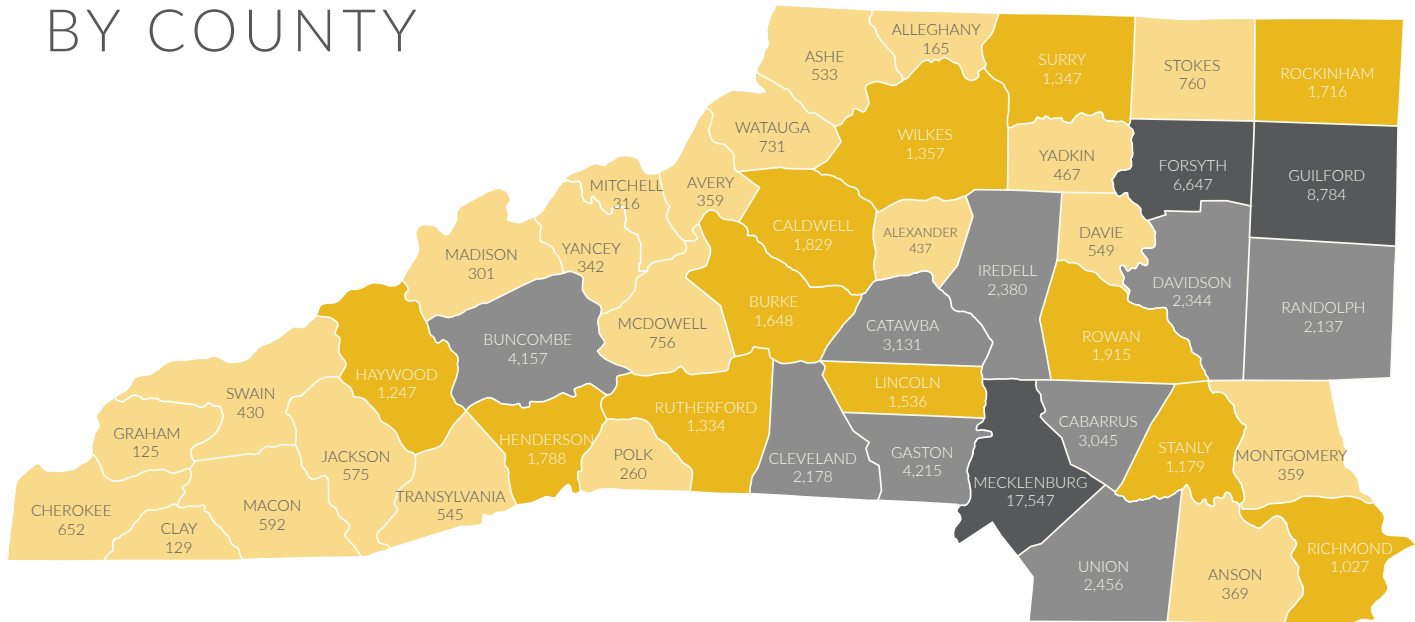 BY COUNTY
ALLEGHANY
165
ASHE
533
SURRY
1,347
STOKES
760
ROCKINHAM
1,716
WATAUGA
731
WILKES
1,357
YADKIN
467
FORSYTH
6,647
GUILFORD
8,784
MITCHELL
316
AVERY
359
CALDWELL
1,829
ALEXANDER
437
DAVIE
549
MADISON
301
YANCEY
342
IREDELL
2,380
DAVIDSON
2,344
RANDOLPH
2,137
BURKE
1,648
MCDOWELL
756
BUNCOMBE
4,157
CATAWBA
3,131
ROWAN
1,915
HAYWOOD
1,247
SWAIN
430
LINCOLN
1,536
RUTHERFORD
1,334
CABARRUS
3,045
GRAHAM
125
HENDERSON
1,788
JACKSON
575
POLK
260
CLEVELAND
2,178
GASTON
4,215
STANLY
1,179
MONTGOMERY
359
MECKLENBURG
17,547
TRANSYLVANIA
545
MACON
592
CHEROKEE
652
CLAY
129
UNION
2,456
ANSON
369
RICHMOND
1,027